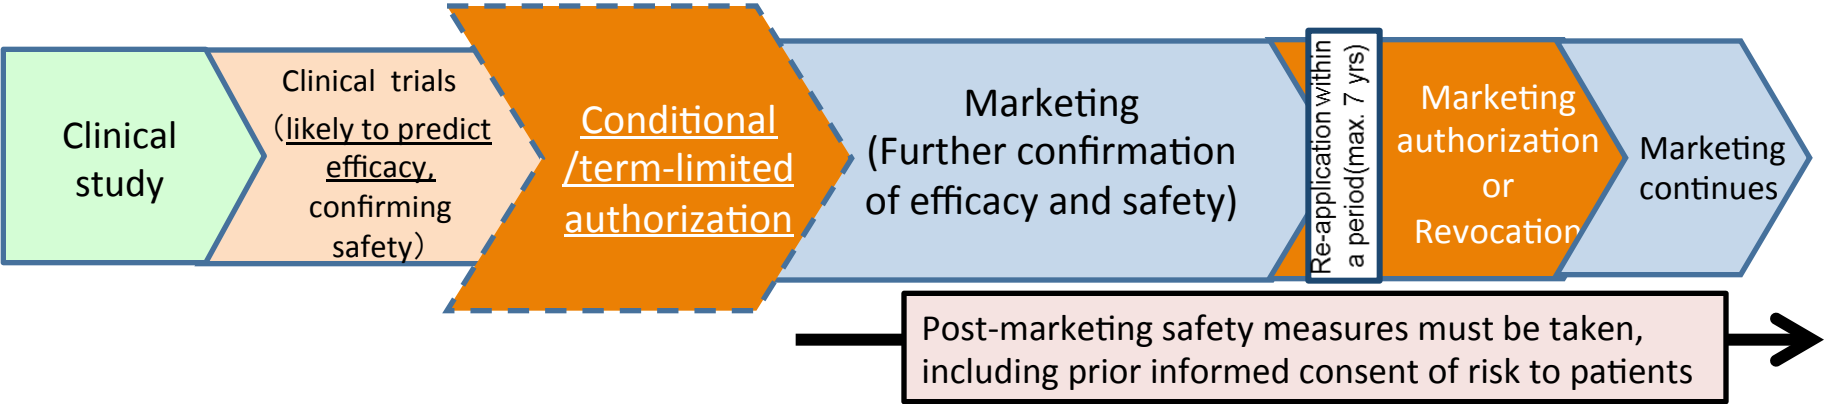 Clinical
study
Clinical trials
（likely to predict
efficacy,
confirming
safety）
Conditional
/term-limited
authorization
Marketing
(Further confirmation
of efficacy and safety)
Re-application within
a period(max. 7 yrs)
Marketing
authorization
or
Revocation
Marketing
continues
Post-marketing safety measures must be taken,
including prior informed consent of risk to patients